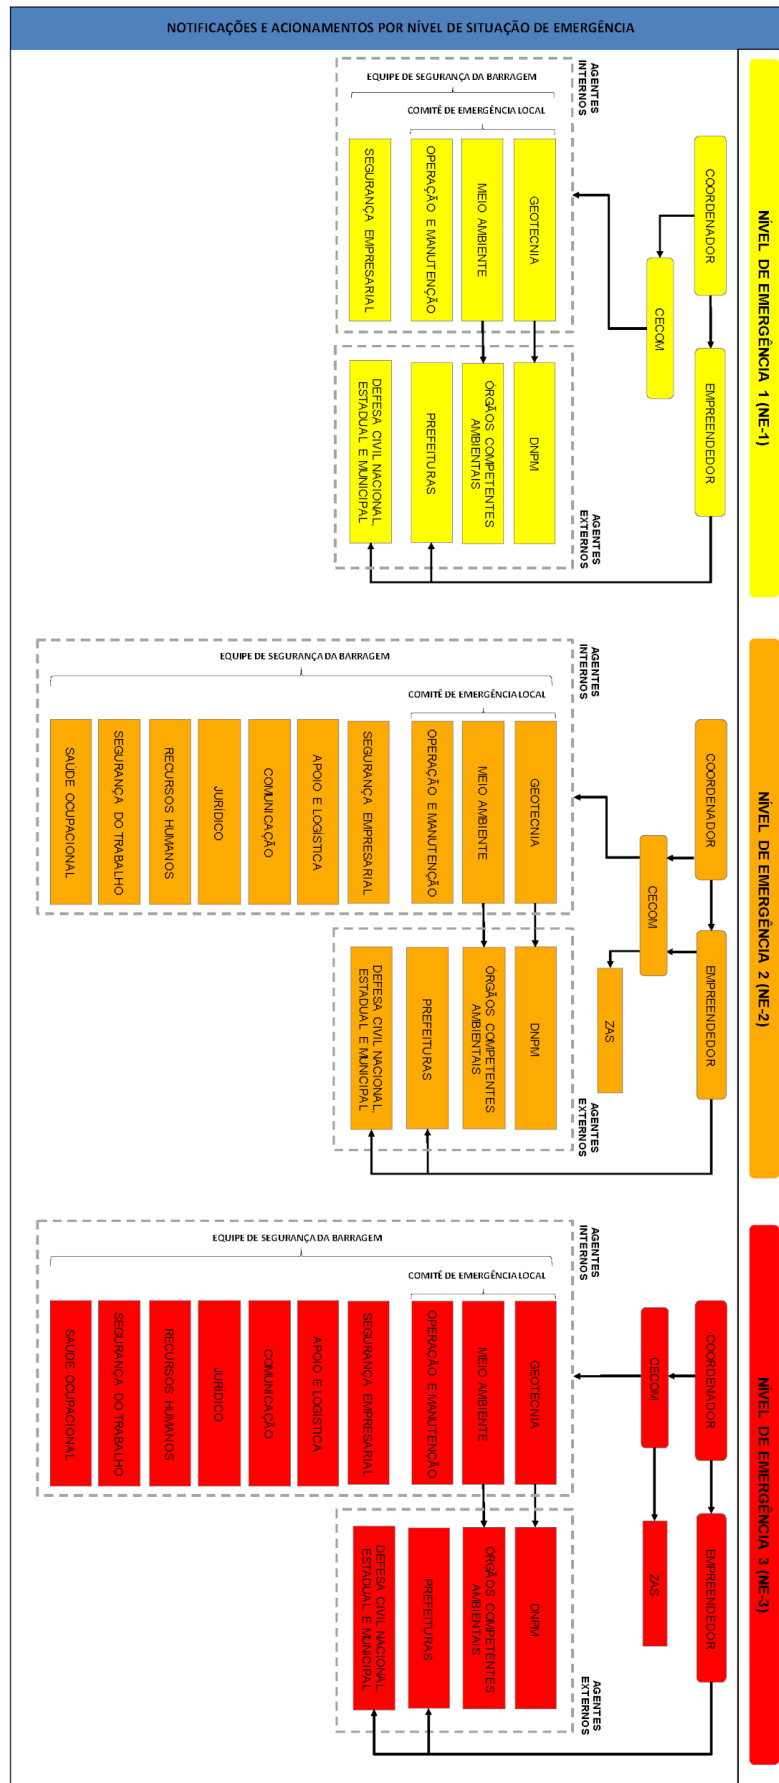 NOTIFICAÇÕES E ACIONAMENTOS POR NÍVEL DE SITUAÇÃO DE EMERGÊNCIA
NÍVEL DE EMERGÊNCIA 1 (NE-1)
COORDENADOR
EMPREENDEDOR
CECOM
AGENTES
INTERNOS
AGENTES
EXTERNOS
EQUIPE DE SEGURANÇA DA BARRAGEM
COMITÊ DE EMERGÊNCIA LOCAL
GEOTECNIA
DNPM
MEIO AMBIENTE
ÓRGÃOS COMPETENTES
AMBIENTAIS
OPERAÇÃO E MANUTENÇÃO
PREFEITURAS
SEGURANÇA EMPRESARIAL
DEFESA CIVIL NACIONAL,
ESTADUAL E MUNICIPAL
NÍVEL DE EMERGÊNCIA 2 (NE-2)
COORDENADOR
EMPREENDEDOR
CECOM
ZAS
AGENTES
INTERNOS
AGENTES
EXTERNOS
EQUIPE DE SEGURANÇA DA BARRAGEM
COMITÊ DE EMERGÊNCIA LOCAL
GEOTECNIA
DNPM
MEIO AMBIENTE
ÓRGÃOS COMPETENTES
AMBIENTAIS
OPERAÇÃO E MANUTENÇÃO
PREFEITURAS
SEGURANÇA EMPRESARIAL
DEFESA CIVIL NACIONAL,
ESTADUAL E MUNICIPAL
APOIO E LOGÍSTICA
COMUNICAÇÃO
JURÍDICO
RECURSOS HUMANOS
SEGURANÇA DO TRABALHO
SAÚDE OCUPACIONAL
NÍVEL DE EMERGÊNCIA 3 (NE-3)
COORDENADOR
EMPREENDEDOR
CECOM
ZAS
AGENTES
INTERNOS
AGENTES
EXTERNOS
EQUIPE DE SEGURANÇA DA BARRAGEM
COMITÊ DE EMERGÊNCIA LOCAL
GEOTECNIA
DNPM
MEIO AMBIENTE
ÓRGÃOS COMPETENTES
AMBIENTAIS
OPERAÇÃO E MANUTENÇÃO
PREFEITURAS
SEGURANÇA EMPRESARIAL
DEFESA CIVIL NACIONAL,
ESTADUAL E MUNICIPAL
APOIO E LOGÍSTICA
COMUNICAÇÃO
JURÍDICO
RECURSOS HUMANOS
SEGURANÇA DO TRABALHO
SAÚDE OCUPACIONAL